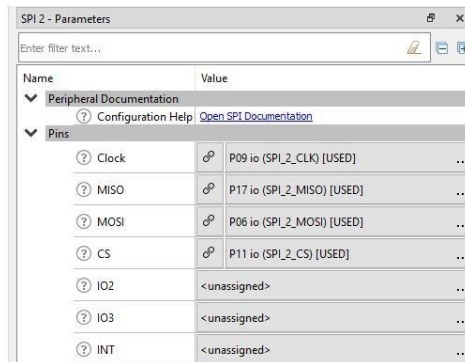 SPI 2 - Parameters
Enter filter text...
Name Value
Peripheral Documentation
Configuration Help Open SPI Documentation
Pins
Clock P09 io (SPI_2_CLK) [USED] ..
MISO P17 io (SPI_2_MISO) [USED] ..
MOSI P06 io (SPI_2_MOSI) [USED] ..
CS P11 io (SPI_2_CS) [USED] ..
IO2 <unassigned> ..
IO3 <unassigned> ..
INT <unassigned> ..